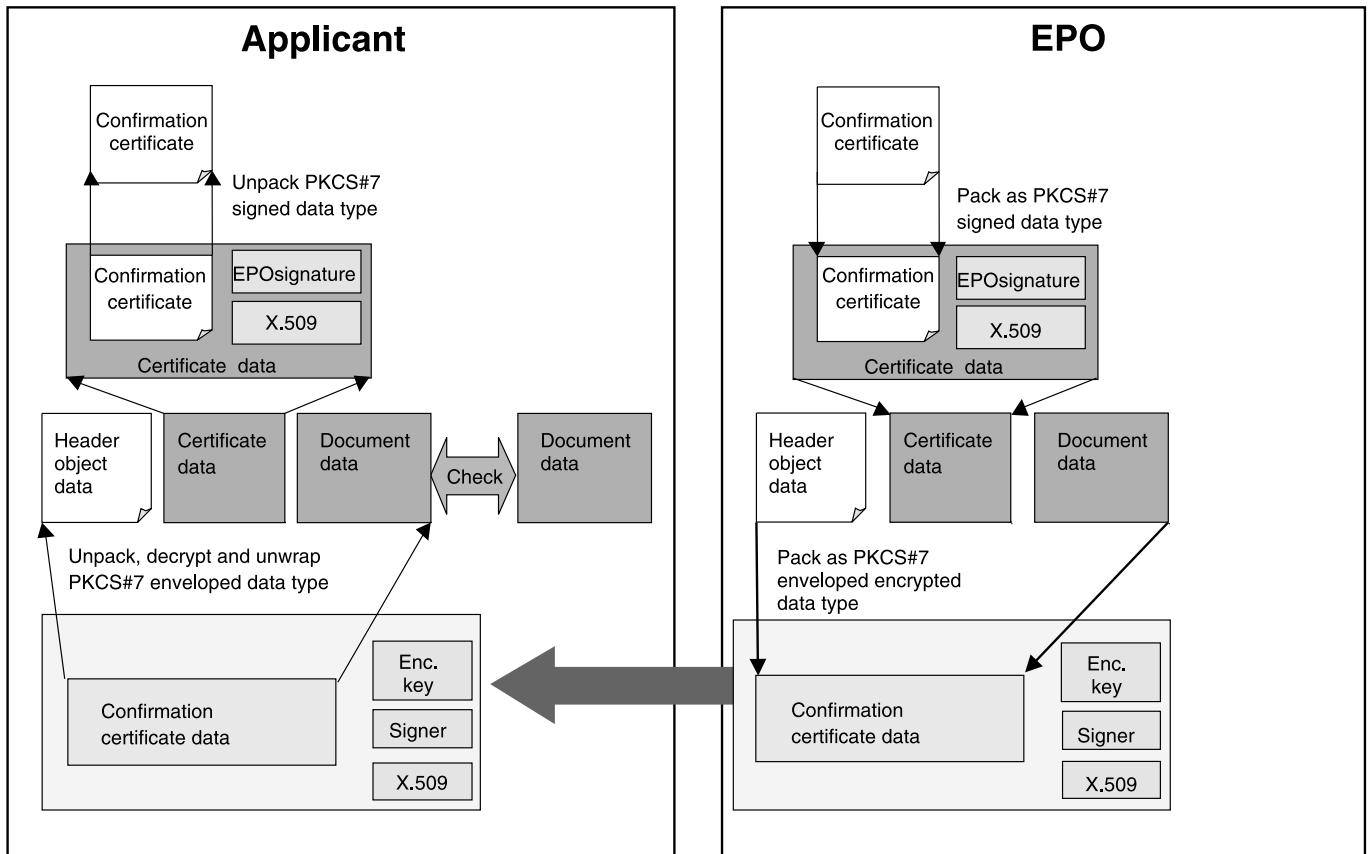 Applicant
Confirmation
certificate
Unpack PKCS#7
signed data type
Confirmation
certificate
EPOsignature
X.509
Certificate data
Header
object
data
Certificate
data
Document
data
Check
Document
data
Unpack, decrypt and unwrap
PKCS#7 enveloped data type
Confirmation
certificate data
Enc.
key
Signer
X.509
EPO
Confirmation
certificate
Pack as PKCS#7
signed data type
Confirmation
certificate
EPOsignature
X.509
Certificate data
Header
object
data
Certificate
data
Document
data
Pack as PKCS#7
enveloped encrypted
data type
Confirmation
certificate data
Enc.
key
Signer
X.509